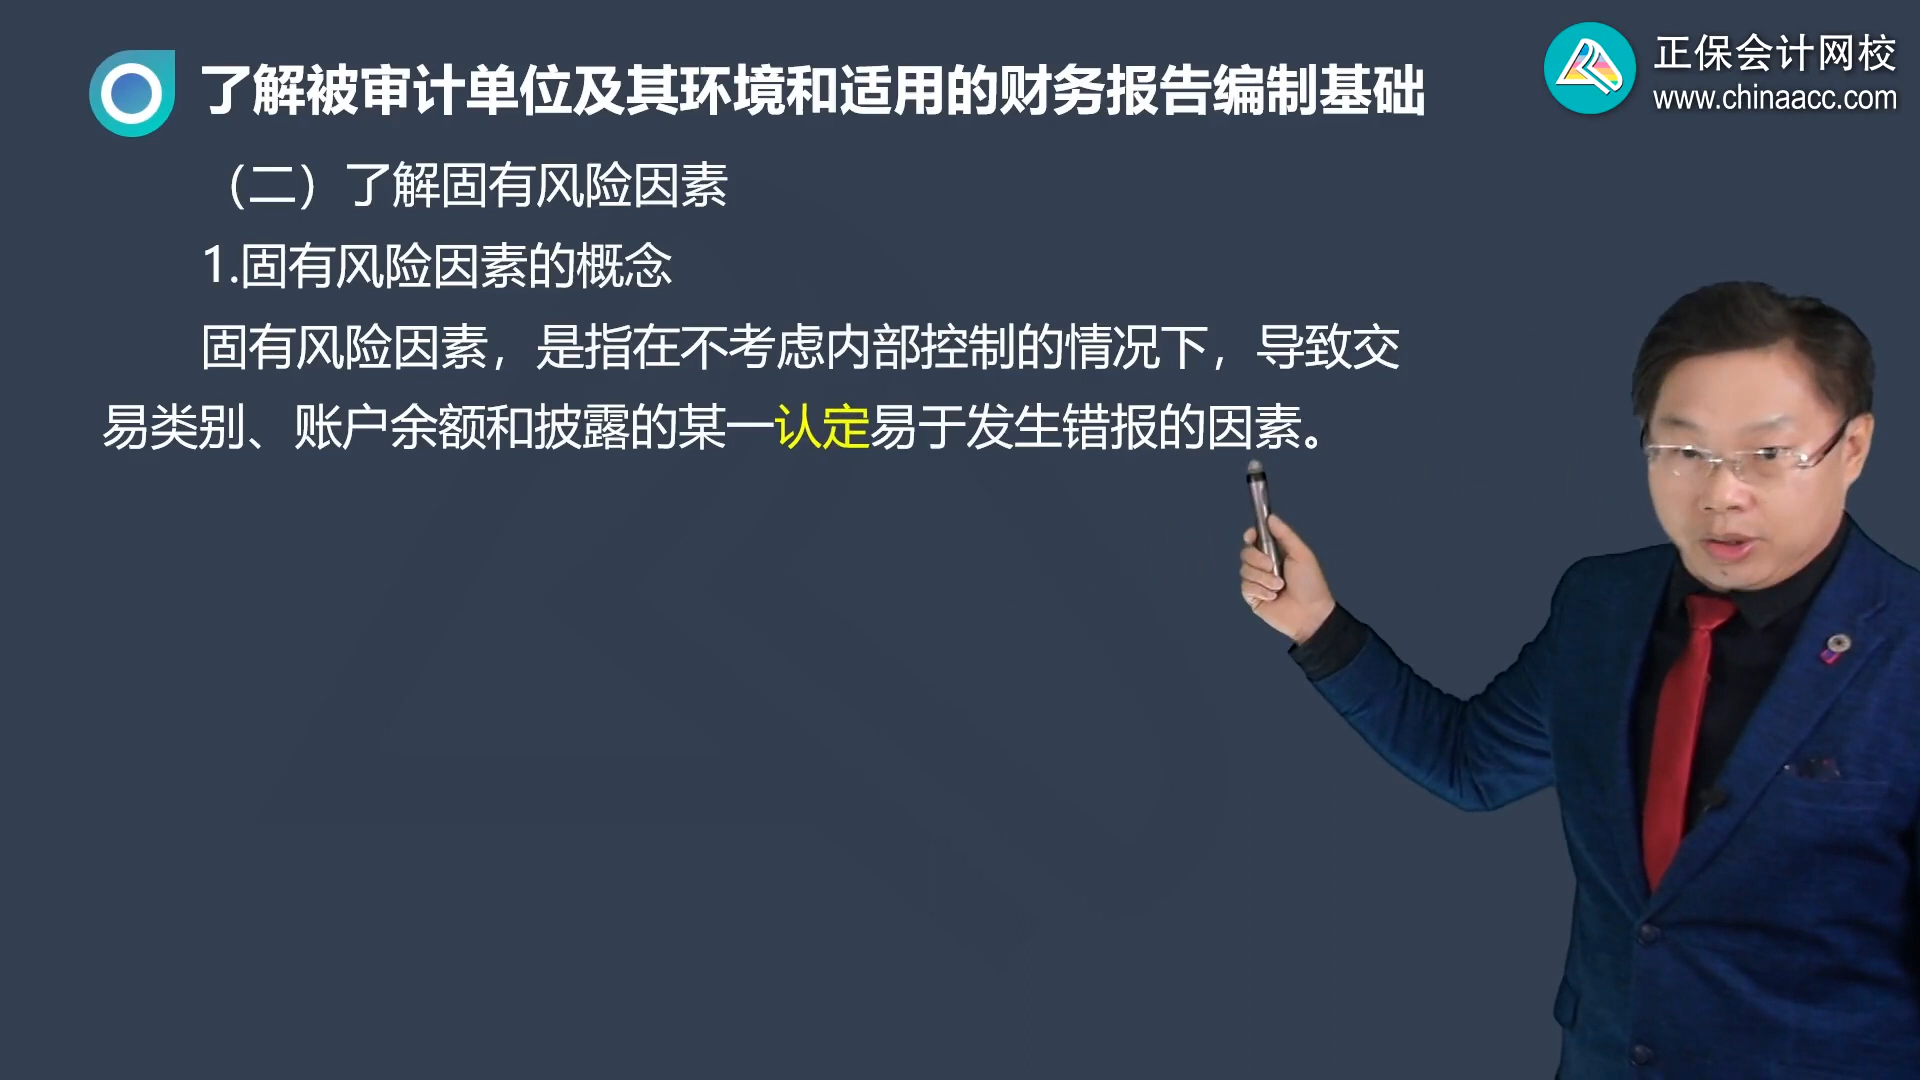 了解被审计单位及其环境和适用的财务报告编制基础
正保会计网校
www.chinaacc.com
（二）了解固有风险因素
1.固有风险因素的概念
固有风险因素，是指在不考虑内部控制的情况下，导致交
易类别、账户余额和披露的某一认定易于发生错报的因素。